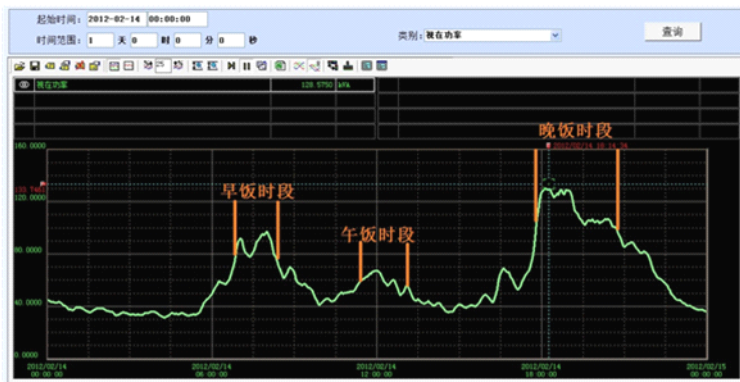 起始时间: 2012-02-14 00:00:00
时间范围: 1 天 0 时 0 分 0 秒
类别: 视在功率
查询
视在功率 128.5750 kVA
晚饭时段
2012/02/14 18 14 24
160.0000
早饭时段
120.0000
午饭时段
80.0000
40.0000
0.0000
2012/02/14 2012/02/14 2012/02/14 2012/02/14 2012/02/15
00 00 00 06 00 00 12 00 00 18 00 00 00 00 00